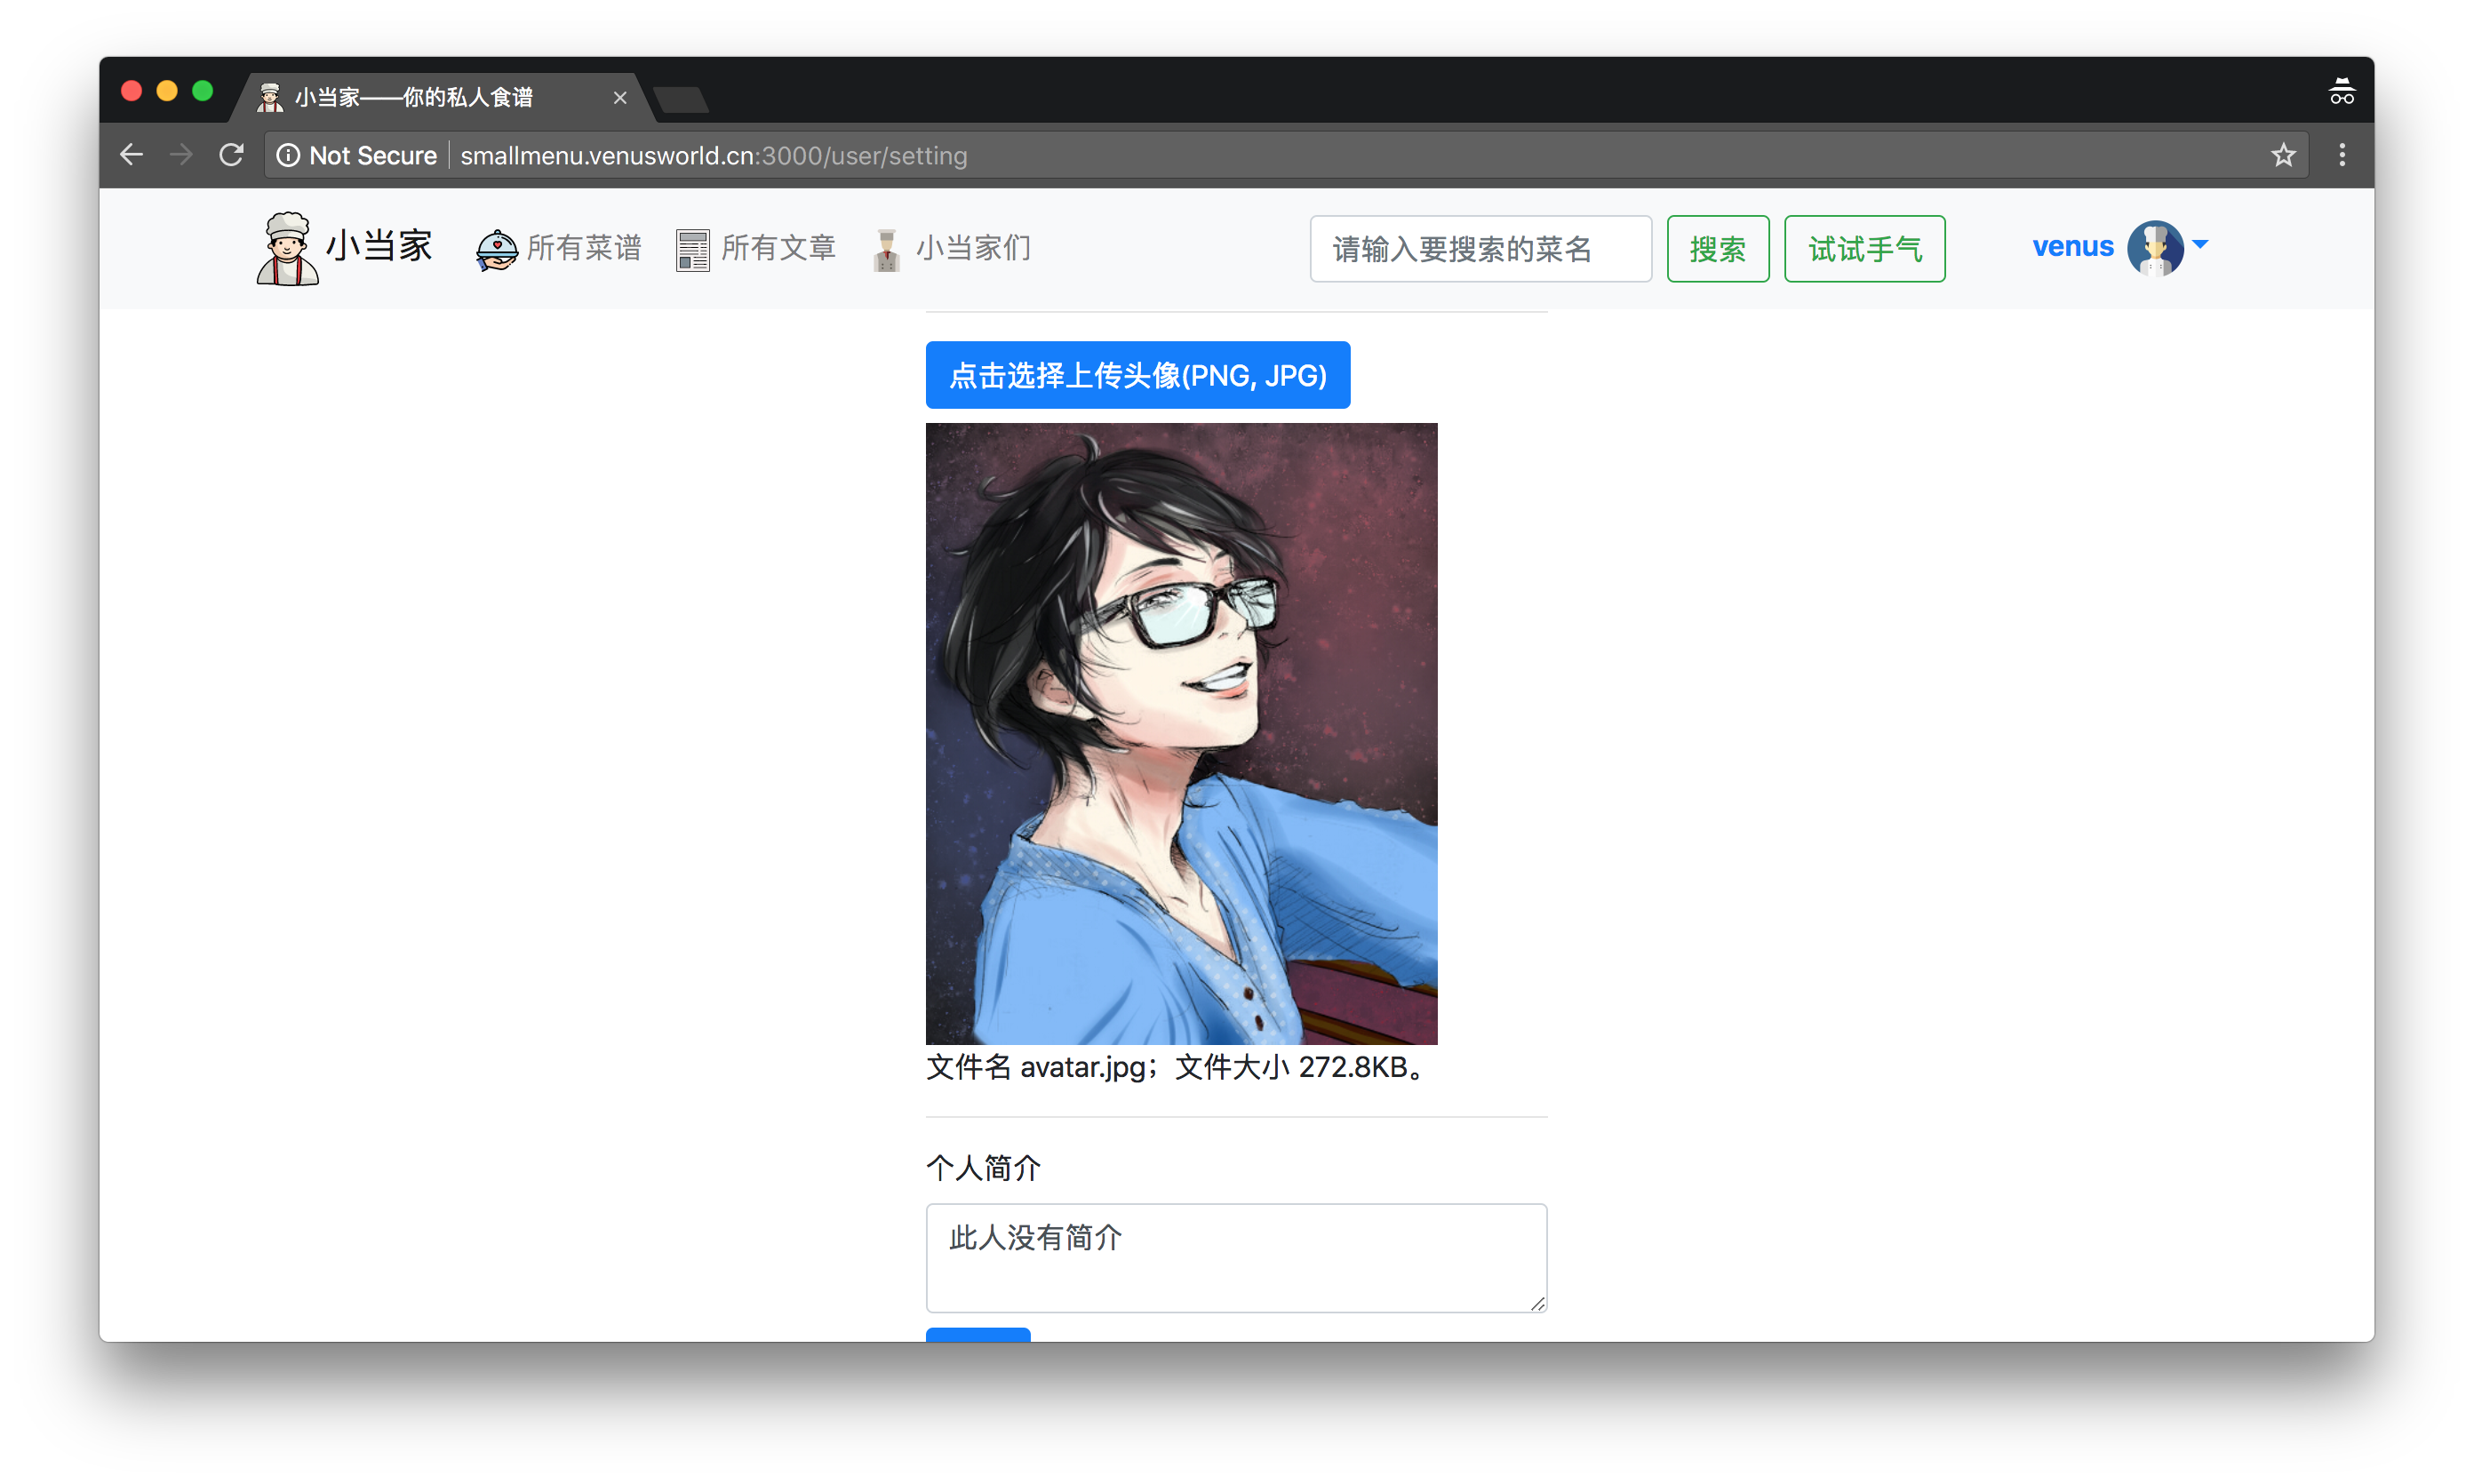 小当家——你的私人食谱
Not Secure smallmenu.venusworld.cn:3000/user/setting
小当家 所有菜谱 所有文章 小当家们 请输入要搜索的菜名 搜索 试试手气 venus
点击选择上传头像(PNG, JPG)
文件名 avatar.jpg；文件大小 272.8KB。
个人简介
此人没有简介